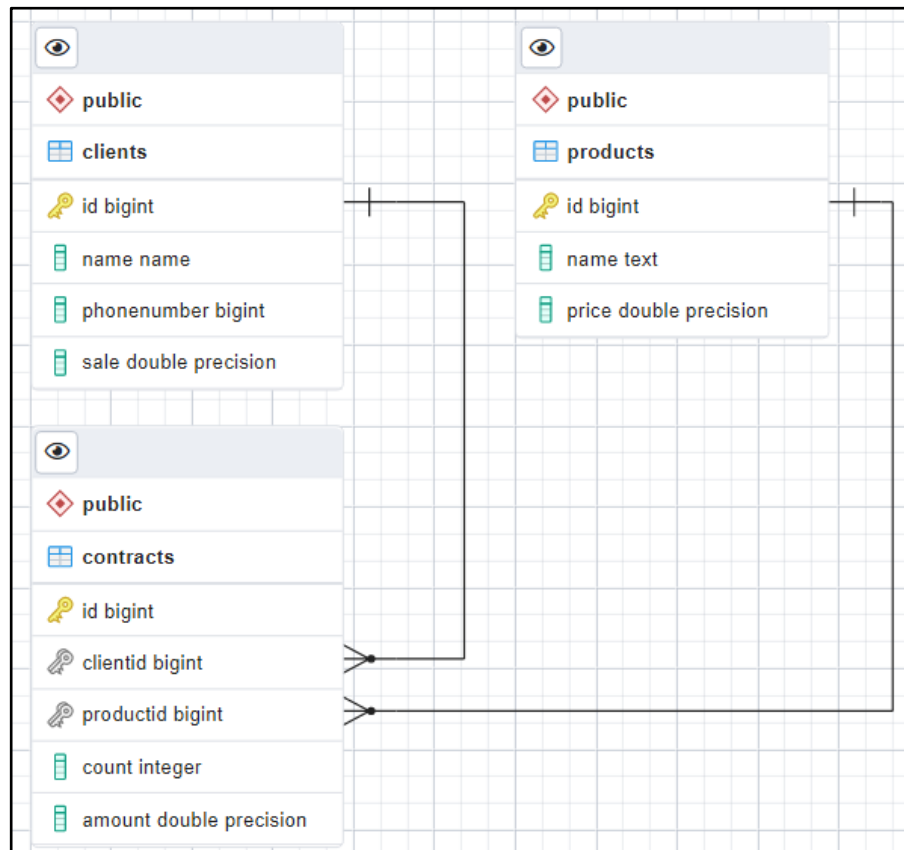 public
clients
id bigint
name name
phonenumber bigint
sale double precision
public
products
id bigint
name text
price double precision
public
contracts
id bigint
clientid bigint
productid bigint
count integer
amount double precision